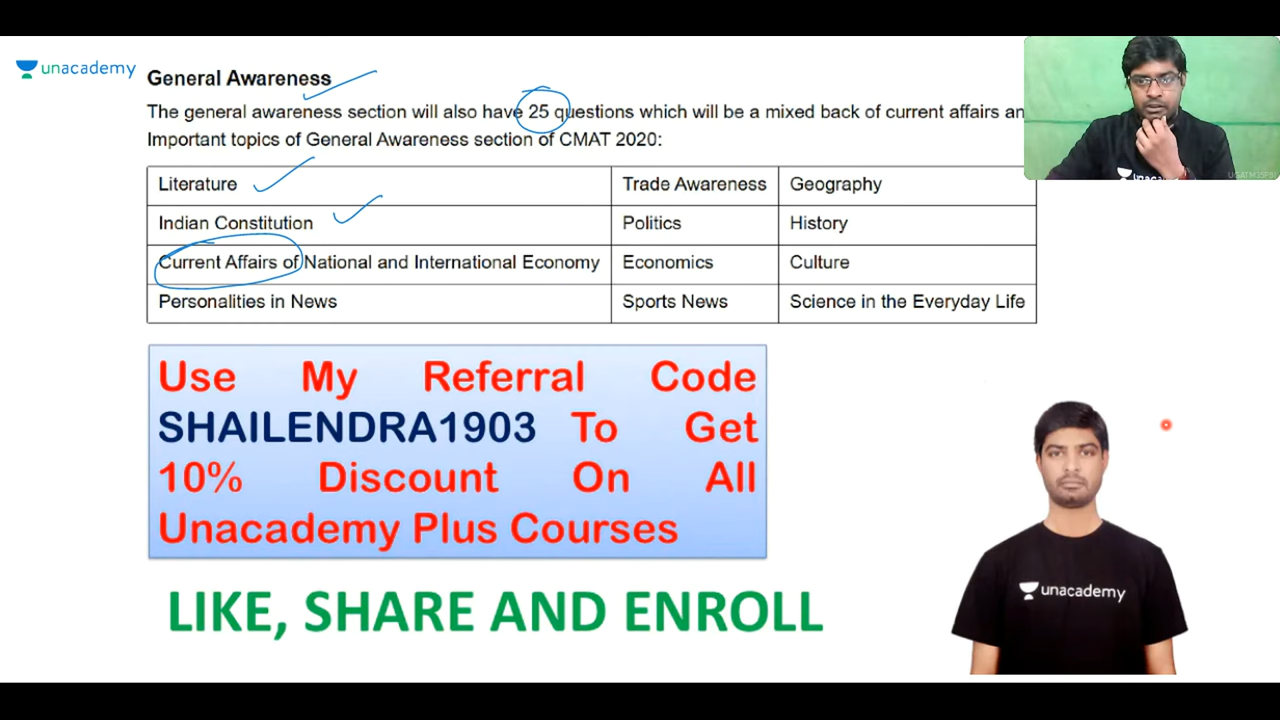 unacademy
General Awareness
The general awareness section will also have 25 questions which will be a mixed back of current affairs an
Important topics of General Awareness section of CMAT 2020:
Literature Trade Awareness Geography
Indian Constitution Politics History
Current Affairs of National and International Economy Economics Culture
Personalities in News Sports News Science in the Everyday Life
Use My Referral Code
SHAILENDRA1903 To Get
10% Discount On All
Unacademy Plus Courses
LIKE, SHARE AND ENROLL
unacademy